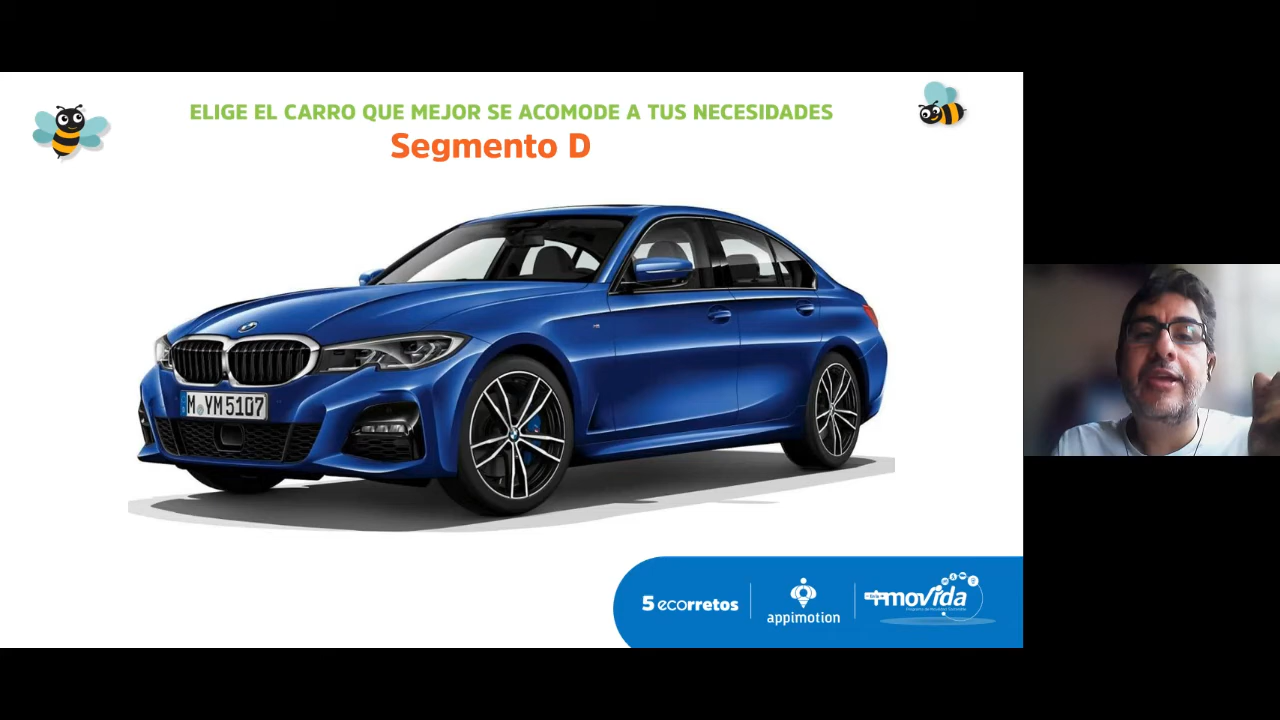 ELIGE EL CARRO QUE MEJOR SE ACOMODE A TUS NECESIDADES
Segmento D
M YM 5107
5 ecorretos
appimotion
+movida